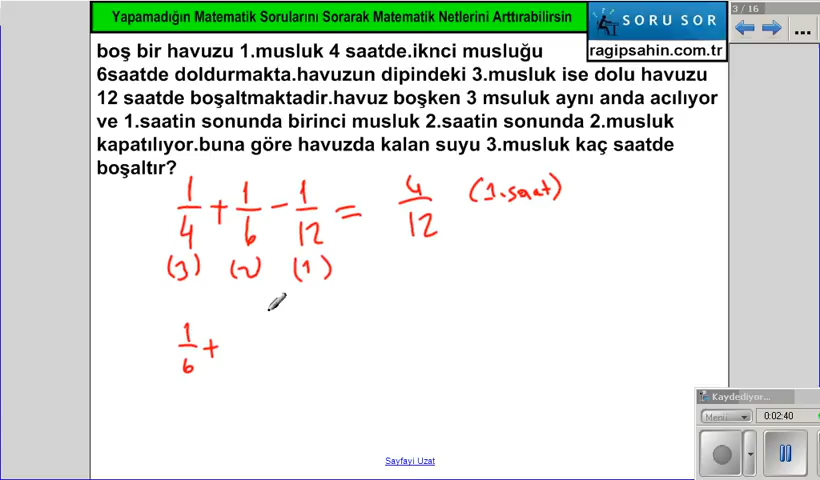 Yapamadığın Matematik Sorularını Sorarak Matematik Netlerini Arttırabilirsin
SORU SOR
ragipsahin.com.tr
3 / 16
...
boş bir havuzu 1.musluk 4 saatde.iknci musluğu
6saatde doldurmakta.havuzun dipindeki 3.musluk ise dolu havuzu
12 saatde boşaltmaktadir.havuz boşken 3 msuluk aynı anda acılıyor
ve 1.saatin sonunda birinci musluk 2.saatin sonunda 2.musluk
kapatılıyor.buna göre havuzda kalan suyu 3.musluk kaç saatde
boşaltır?
1/4 + 1/6 - 1/12 = 4/12 (1.saat)
(3) (2) (1)
1/6 +
Kaydediyor...
Menü
0:02:40
Sayfayi Uzat